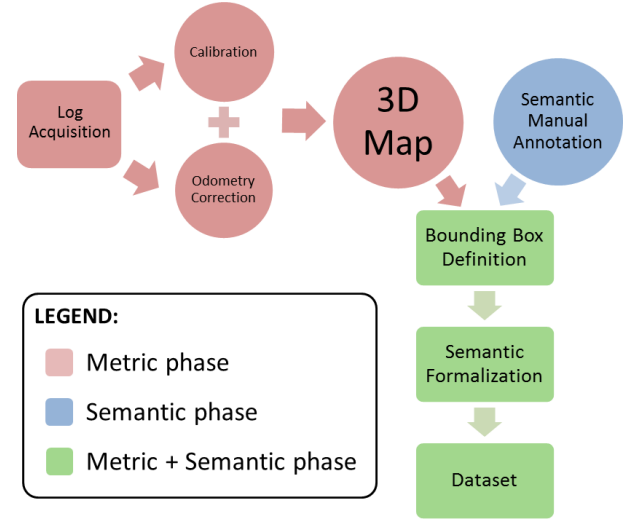 Calibration
Log
Acquisition
Odometry
Correction
3D
Map
Semantic
Manual
Annotation
Bounding Box
Definition
Semantic
Formalization
Dataset
LEGEND:
Metric phase
Semantic phase
Metric + Semantic phase